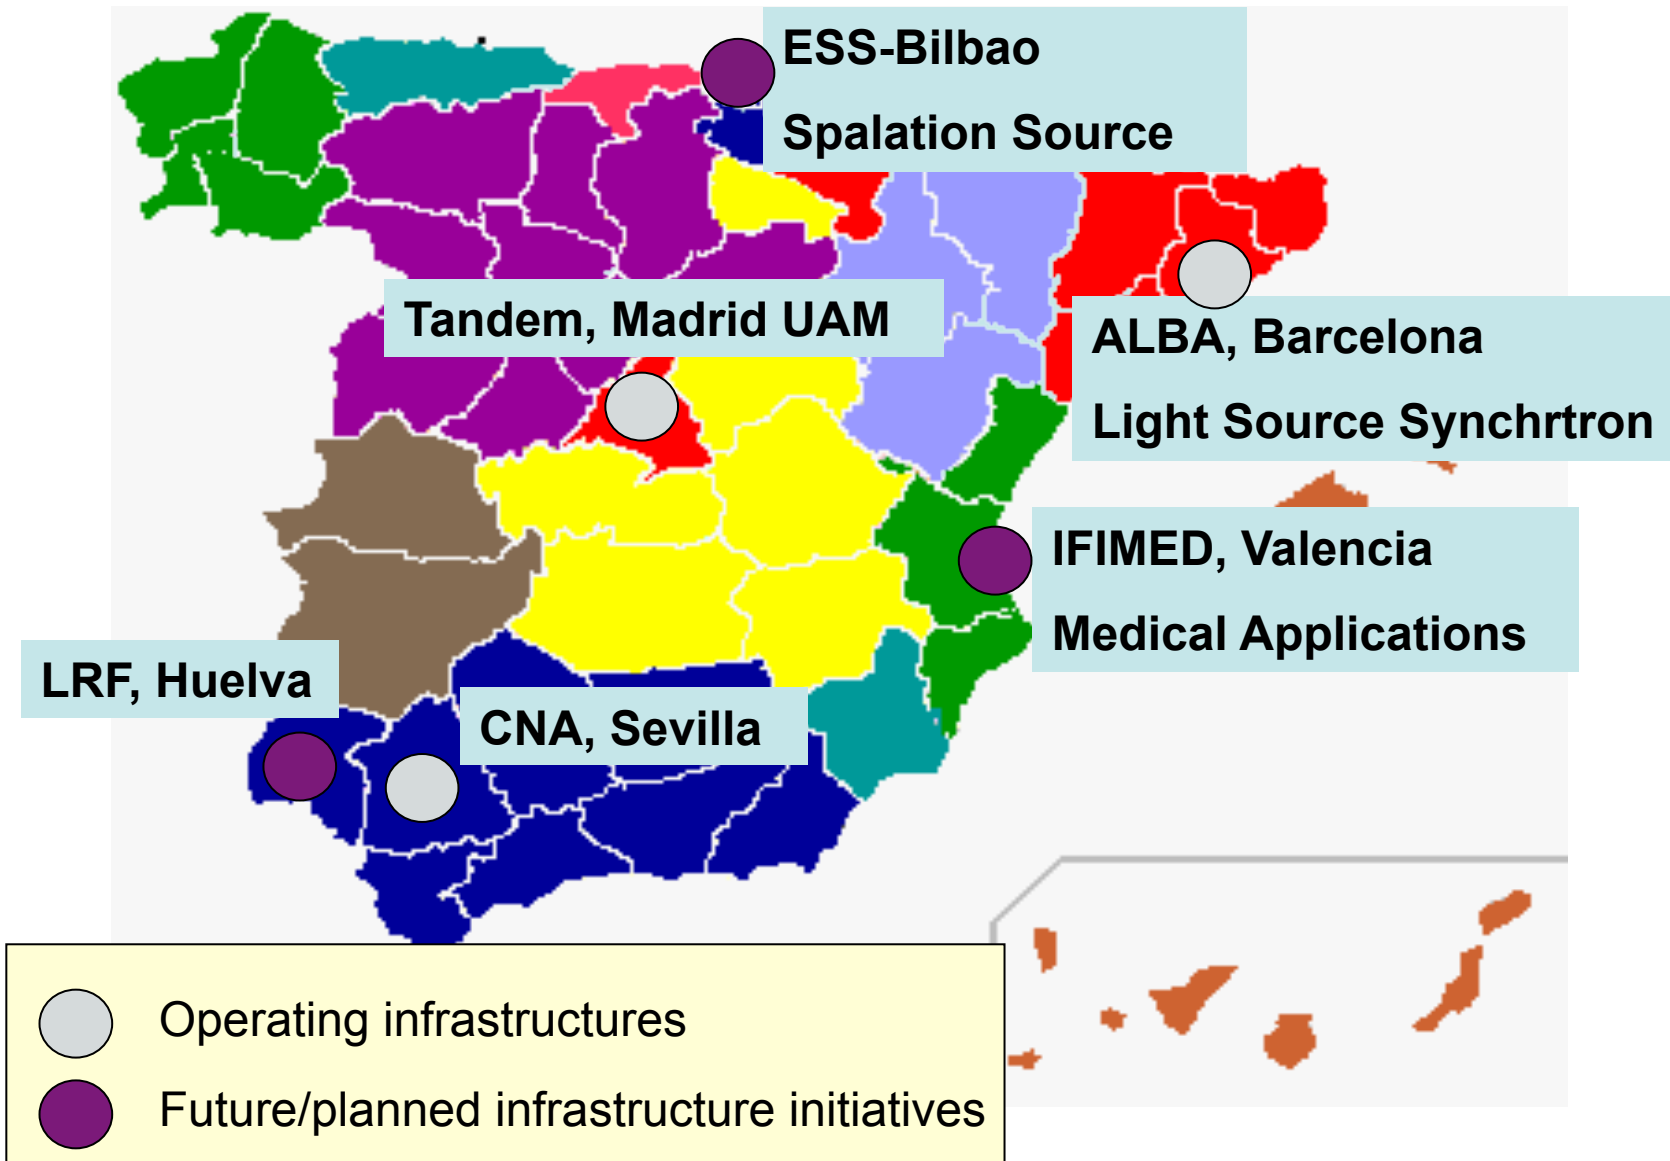 ESS-Bilbao
Spalation Source
Tandem, Madrid UAM
ALBA, Barcelona
Light Source Synchrtron
IFIMED, Valencia
Medical Applications
LRF, Huelva
CNA, Sevilla
Operating infrastructures
Future/planned infrastructure initiatives